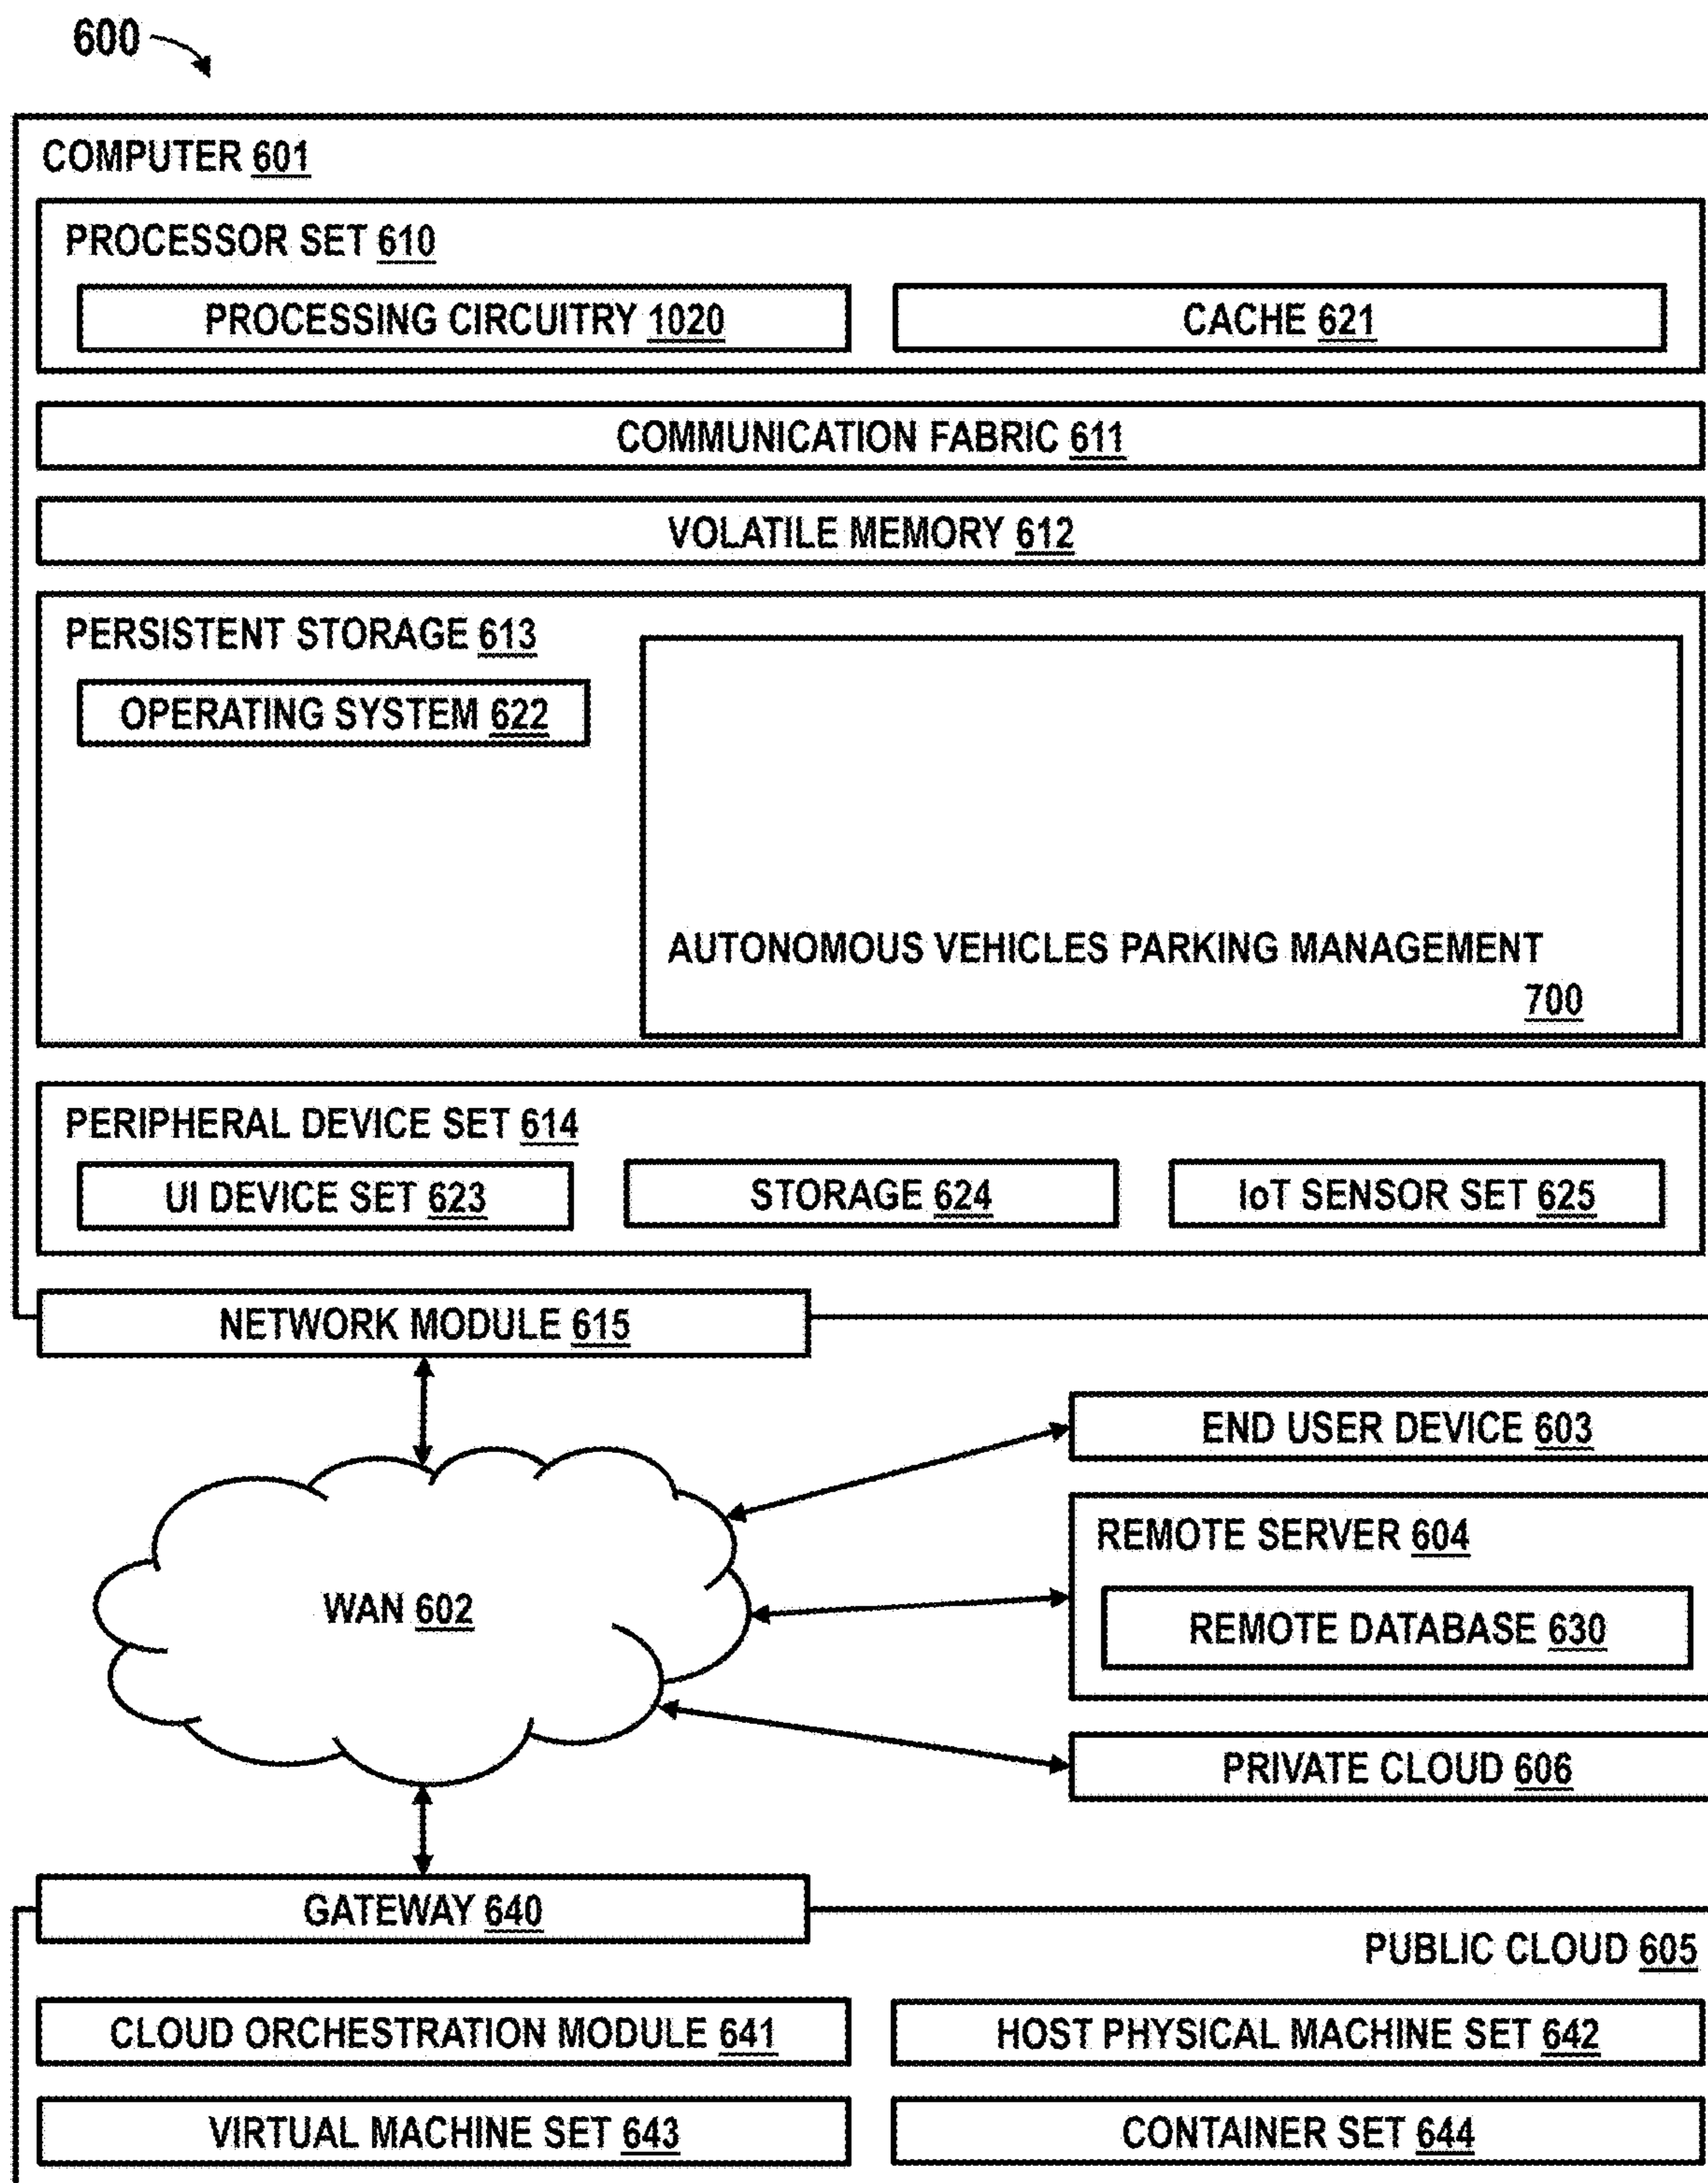 600
COMPUTER 601
PROCESSOR SET 610
PROCESSING CIRCUITRY 1020
CACHE 621
COMMUNICATION FABRIC 611
VOLATILE MEMORY 612
PERSISTENT STORAGE 613
OPERATING SYSTEM 622
AUTONOMOUS VEHICLES PARKING MANAGEMENT
700
PERIPHERAL DEVICE SET 614
UI DEVICE SET 623
STORAGE 624
IoT SENSOR SET 625
NETWORK MODULE 615
END USER DEVICE 603
REMOTE SERVER 604
WAN 602
REMOTE DATABASE 630
PRIVATE CLOUD 606
GATEWAY 640
PUBLIC CLOUD 605
CLOUD ORCHESTRATION MODULE 641
HOST PHYSICAL MACHINE SET 642
VIRTUAL MACHINE SET 643
CONTAINER SET 644